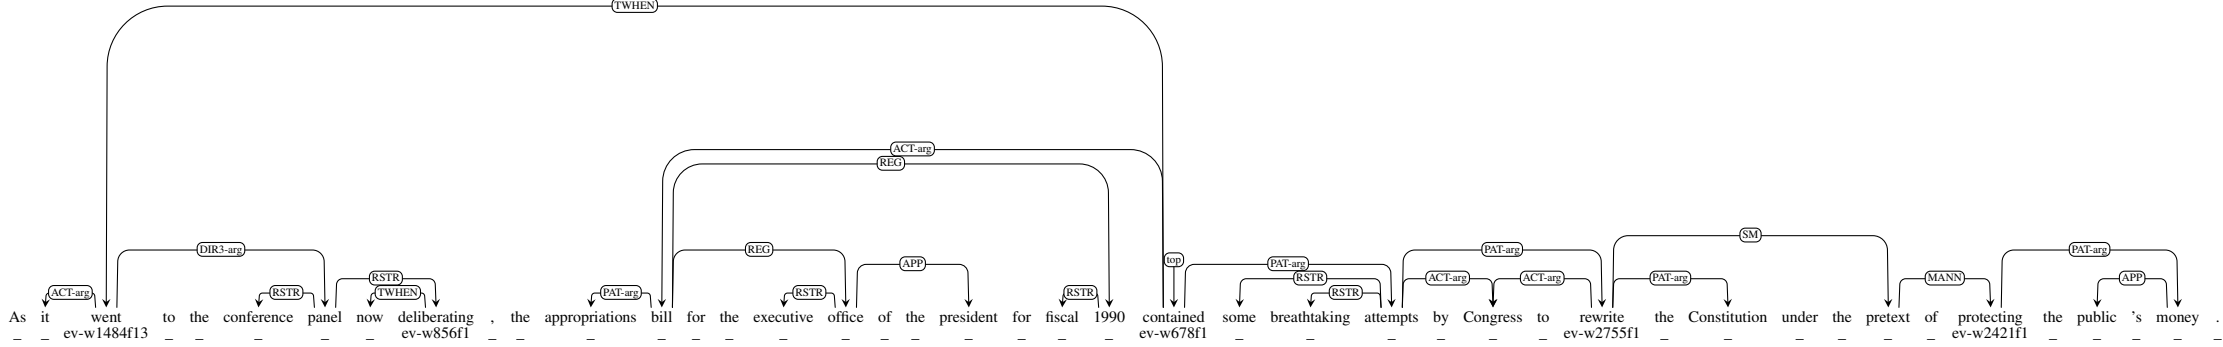 TWHEN
ACT-arg
REG
SM
DIR3-arg REG PAT-arg PAT-arg
APP top PAT-arg
RSTR RSTR ACT-arg ACT-arg PAT-arg MANN APP
ACT-arg RSTR TWHEN PAT-arg RSTR RSTR RSTR
As it went to the conference panel now deliberating , the appropriations bill for the executive office of the president for fiscal 1990 contained some breathtaking attempts by Congress to rewrite the Constitution under the pretext of protecting the public 's money .
_ _ ev-w1484f13 _ _ _ _ _ ev-w856f1 _ _ _ _ _ _ _ _ _ _ _ _ _ _ ev-w678f1 _ _ _ _ _ _ ev-w2755f1 _ _ _ _ _ _ ev-w2421f1 _ _ _ _ _